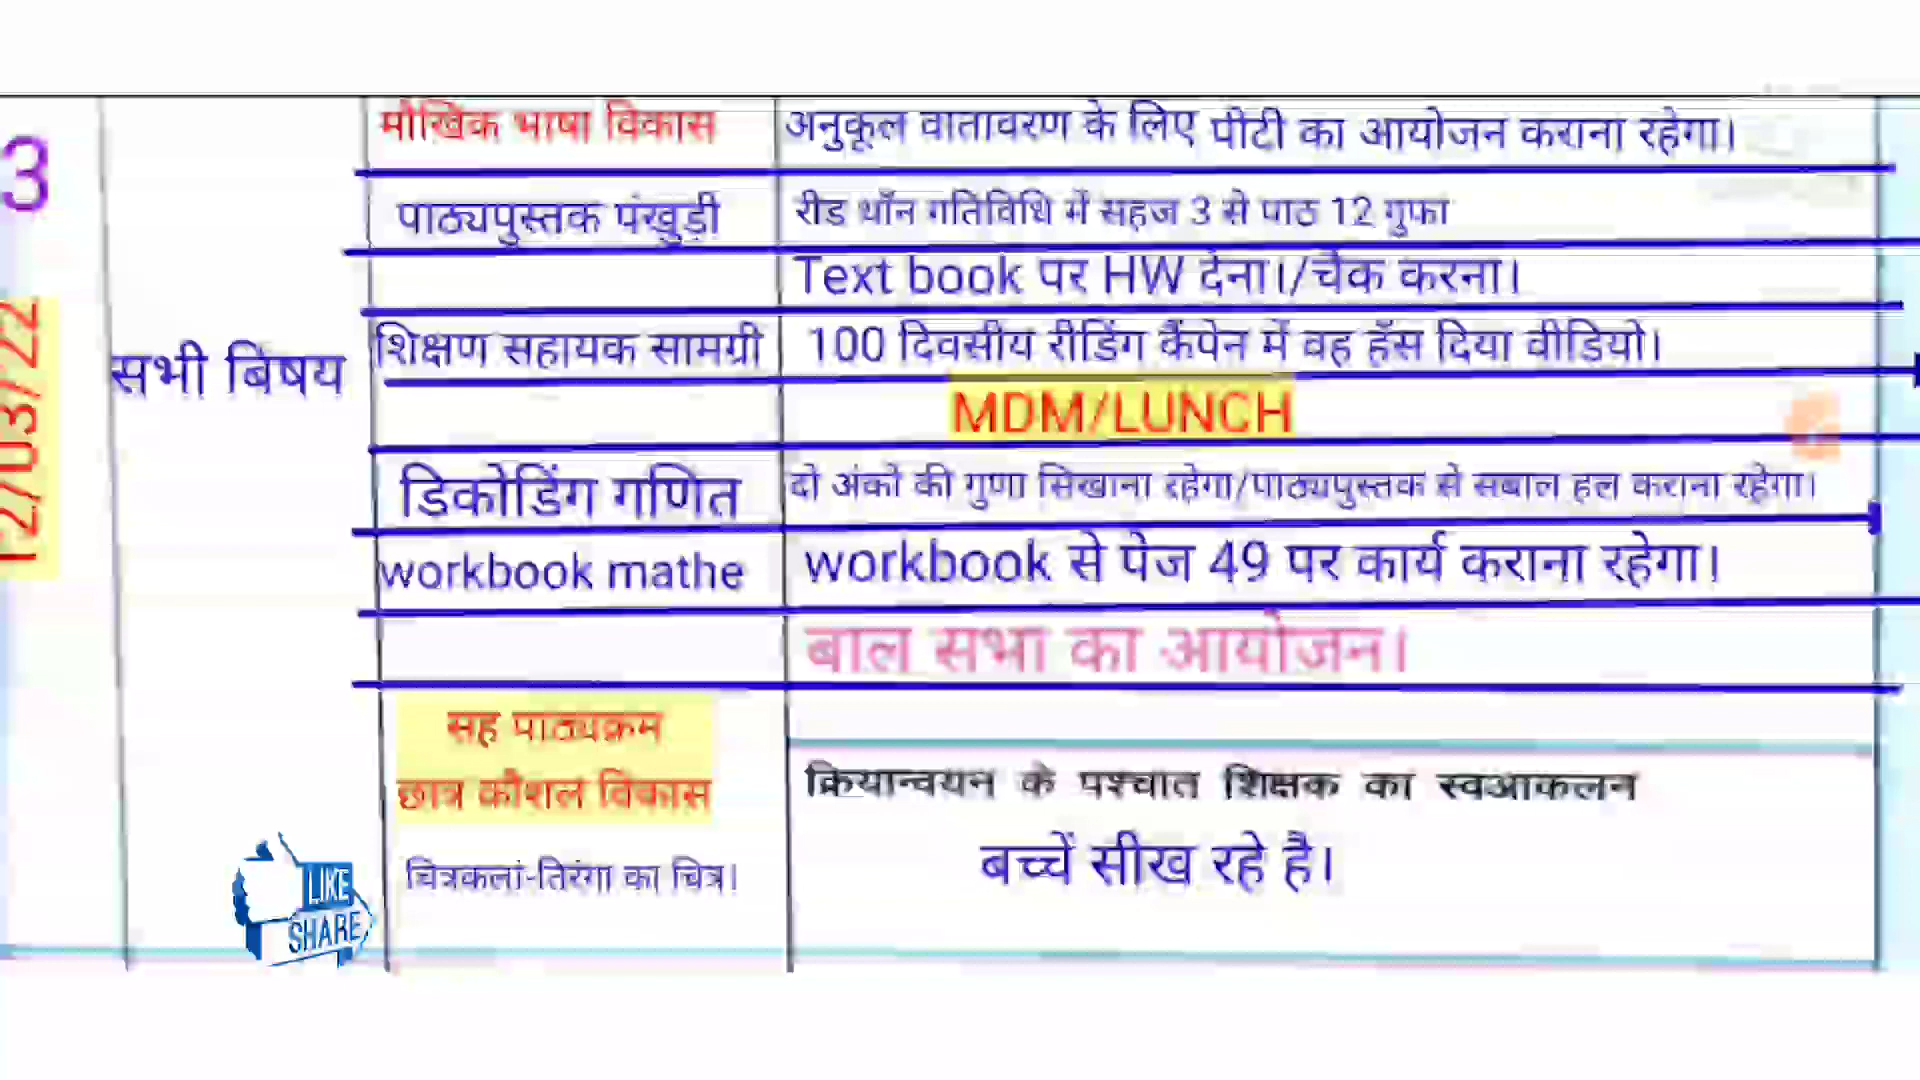 3
12/03/22
सभी बिषय
मौखिक भाषा विकास
अनुकूल वातावरण के लिए पीटी का आयोजन कराना रहेगा।
पाठ्यपुस्तक पंखुड़ी
रीड थॉन गतिविधि में सहज 3 से पाठ 12 गुफा
Text book पर HW देना।/चैक करना।
शिक्षण सहायक सामग्री
100 दिवसीय रीडिंग कैंपेन में वह हँस दिया वीडियो।
MDM/LUNCH
डिकोडिंग गणित
दो अंको की गुणा सिखाना रहेगा/पाठ्यपुस्तक से सबाल हल कराना रहेगा।
workbook mathe
workbook से पेज 49 पर कार्य कराना रहेगा।
बाल सभा का आयोजन।
सह पाठ्यक्रम
छात्र कौशल विकास
चित्रकलां-तिरंगा का चित्र।
क्रियान्वयन के पश्चात शिक्षक का स्वआकलन
बच्चें सीख रहे है।
LIKE
SHARE